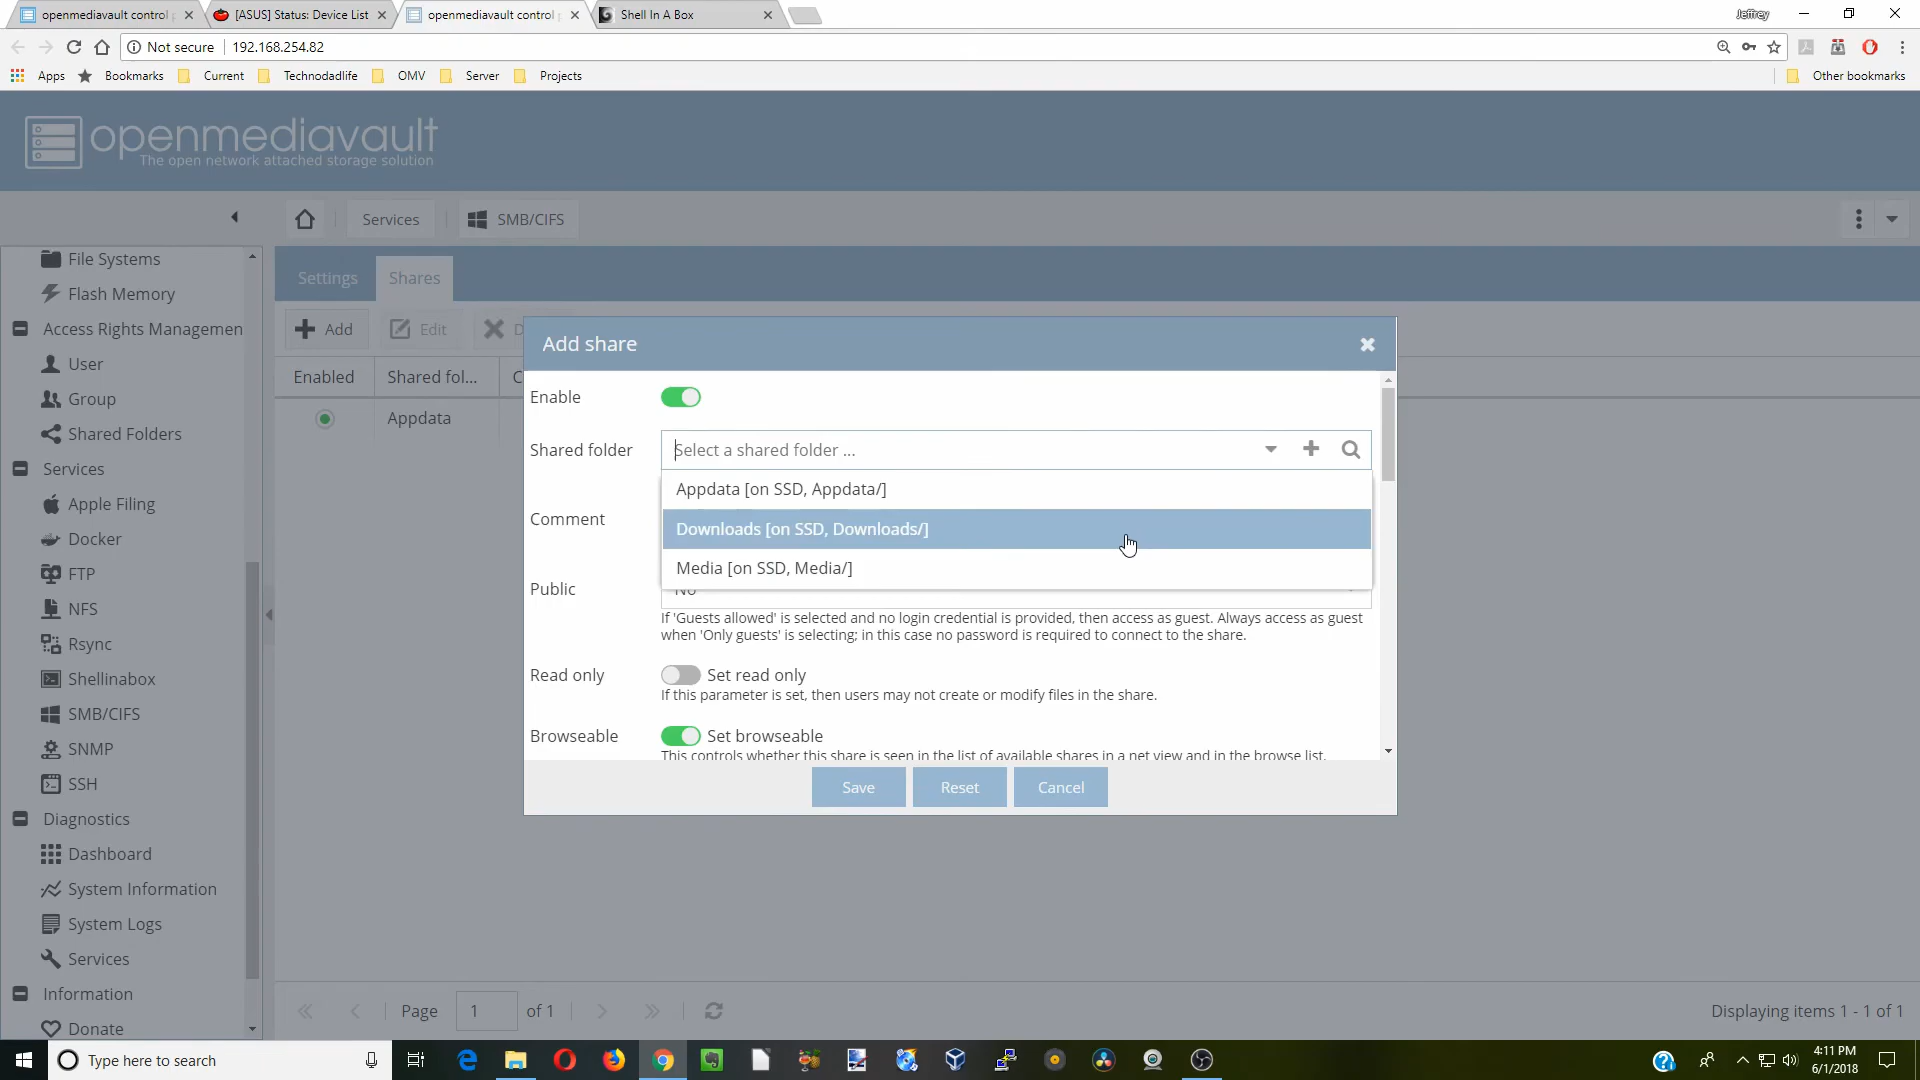 openmediavault control
[ASUS] Status: Device List
openmediavault control
Shell In A Box
Jeffrey
Not secure
192.168.254.82
Apps
Bookmarks
Current
Technodadlife
OMV
Server
Projects
Other bookmarks
openmediavault
The open network attached storage solution
Services
SMB/CIFS
File Systems
Flash Memory
Access Rights Managemen
User
Group
Shared Folders
Services
Apple Filing
Docker
FTP
NFS
Rsync
Shellinabox
SMB/CIFS
SNMP
SSH
Diagnostics
Dashboard
System Information
System Logs
Services
Information
Donate
Settings
Shares
Add
Edit
D
Enabled
Shared fol...
C
Appdata
Add share
Enable
Shared folder
Select a shared folder ...
Appdata [on SSD, Appdata/]
Downloads [on SSD, Downloads/]
Media [on SSD, Media/]
Comment
Public
No
If 'Guests allowed' is selected and no login credential is provided, then access as guest. Always access as guest
when 'Only guests' is selecting; in this case no password is required to connect to the share.
Read only
Set read only
If this parameter is set, then users may not create or modify files in the share.
Browseable
Set browseable
This controls whether this share is seen in the list of available shares in a net view and in the browse list.
Save
Reset
Cancel
Page
1
of 1
Displaying items 1 - 1 of 1
Type here to search
4:11 PM
6/1/2018